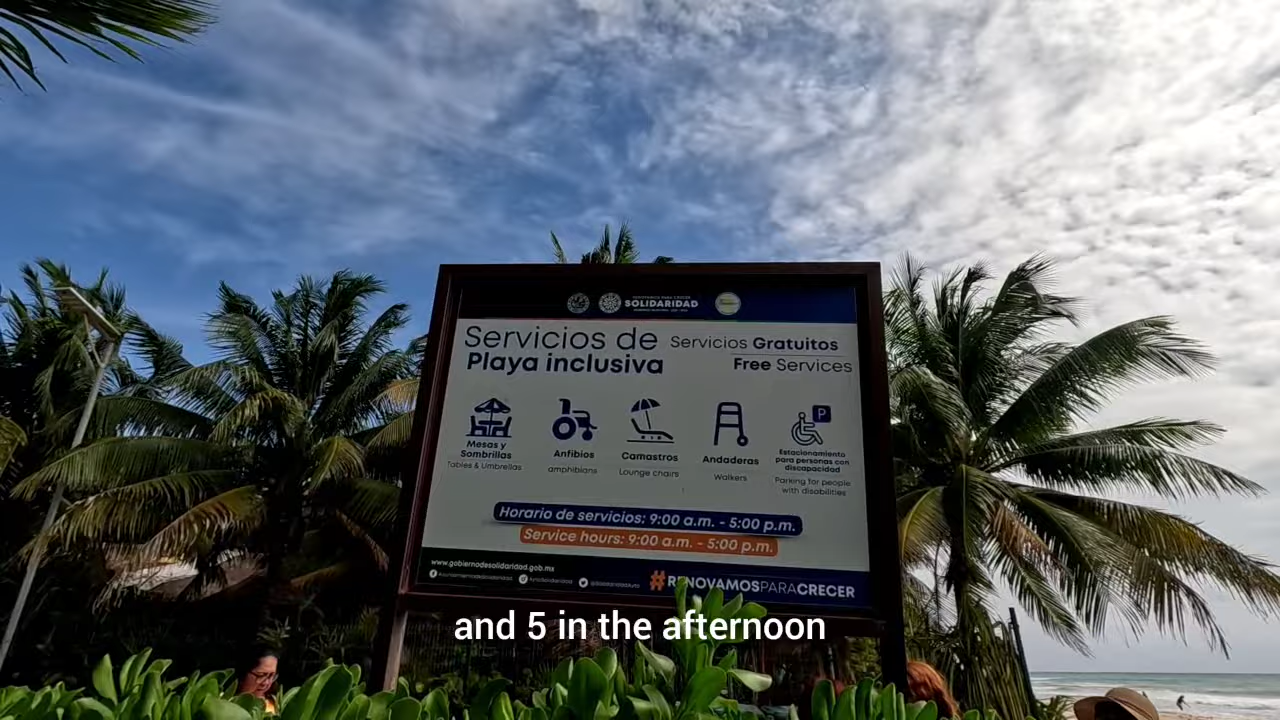 SOLIDARIDAD
Servicios de
Playa inclusiva
Servicios Gratuitos
Free Services
P
Mesas y
Sombrillas
Tables & Umbrellas
Anfibios
amphibians
Camastros
Lounge chairs
Andaderas
Walkers
Estacionamiento
para personas con
discapacidad
Parking for people
with disabilities
Horario de servicios: 9:00 a.m. - 5:00 p.m.
Service hours: 9:00 a.m. - 5:00 p.m.
www.gobiernodesolidaridad.gob.mx
#RENOVAMOSPARACRECER
and 5 in the afternoon